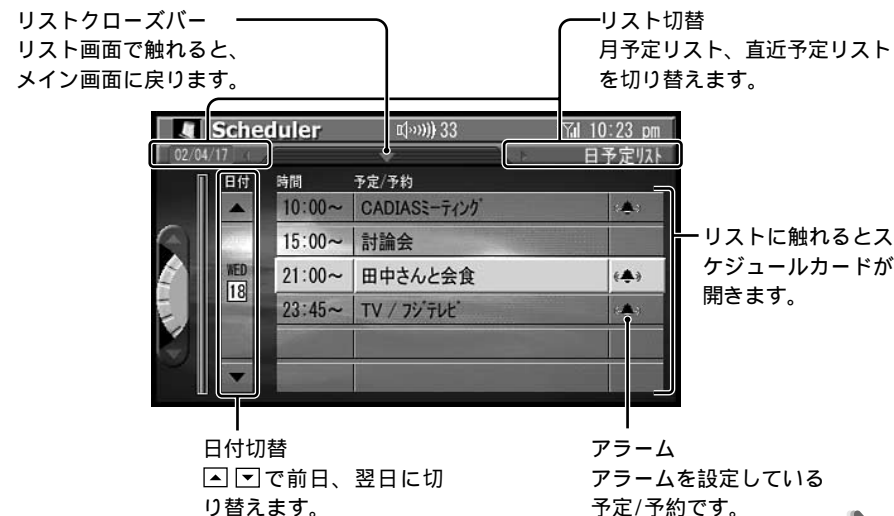 リストクローズバー
リスト画面で触れると、
メイン画面に戻ります。
リスト切替
月予定リスト、直近予定リスト
を切り替えます。
Scheduler 33 10:23 pm
02/04/17 日予定リスト
日付 時間 予定/予約
10:00～ CADIASミーティング
15:00～ 討論会
WED
18
21:00～ 田中さんと会食
23:45～ TV / フジテレビ
リストに触れるとス
ケジュールカードが
開きます。
日付切替
▲ ▼ で前日、翌日に切
り替えます。
アラーム
アラームを設定している
予定/予約です。